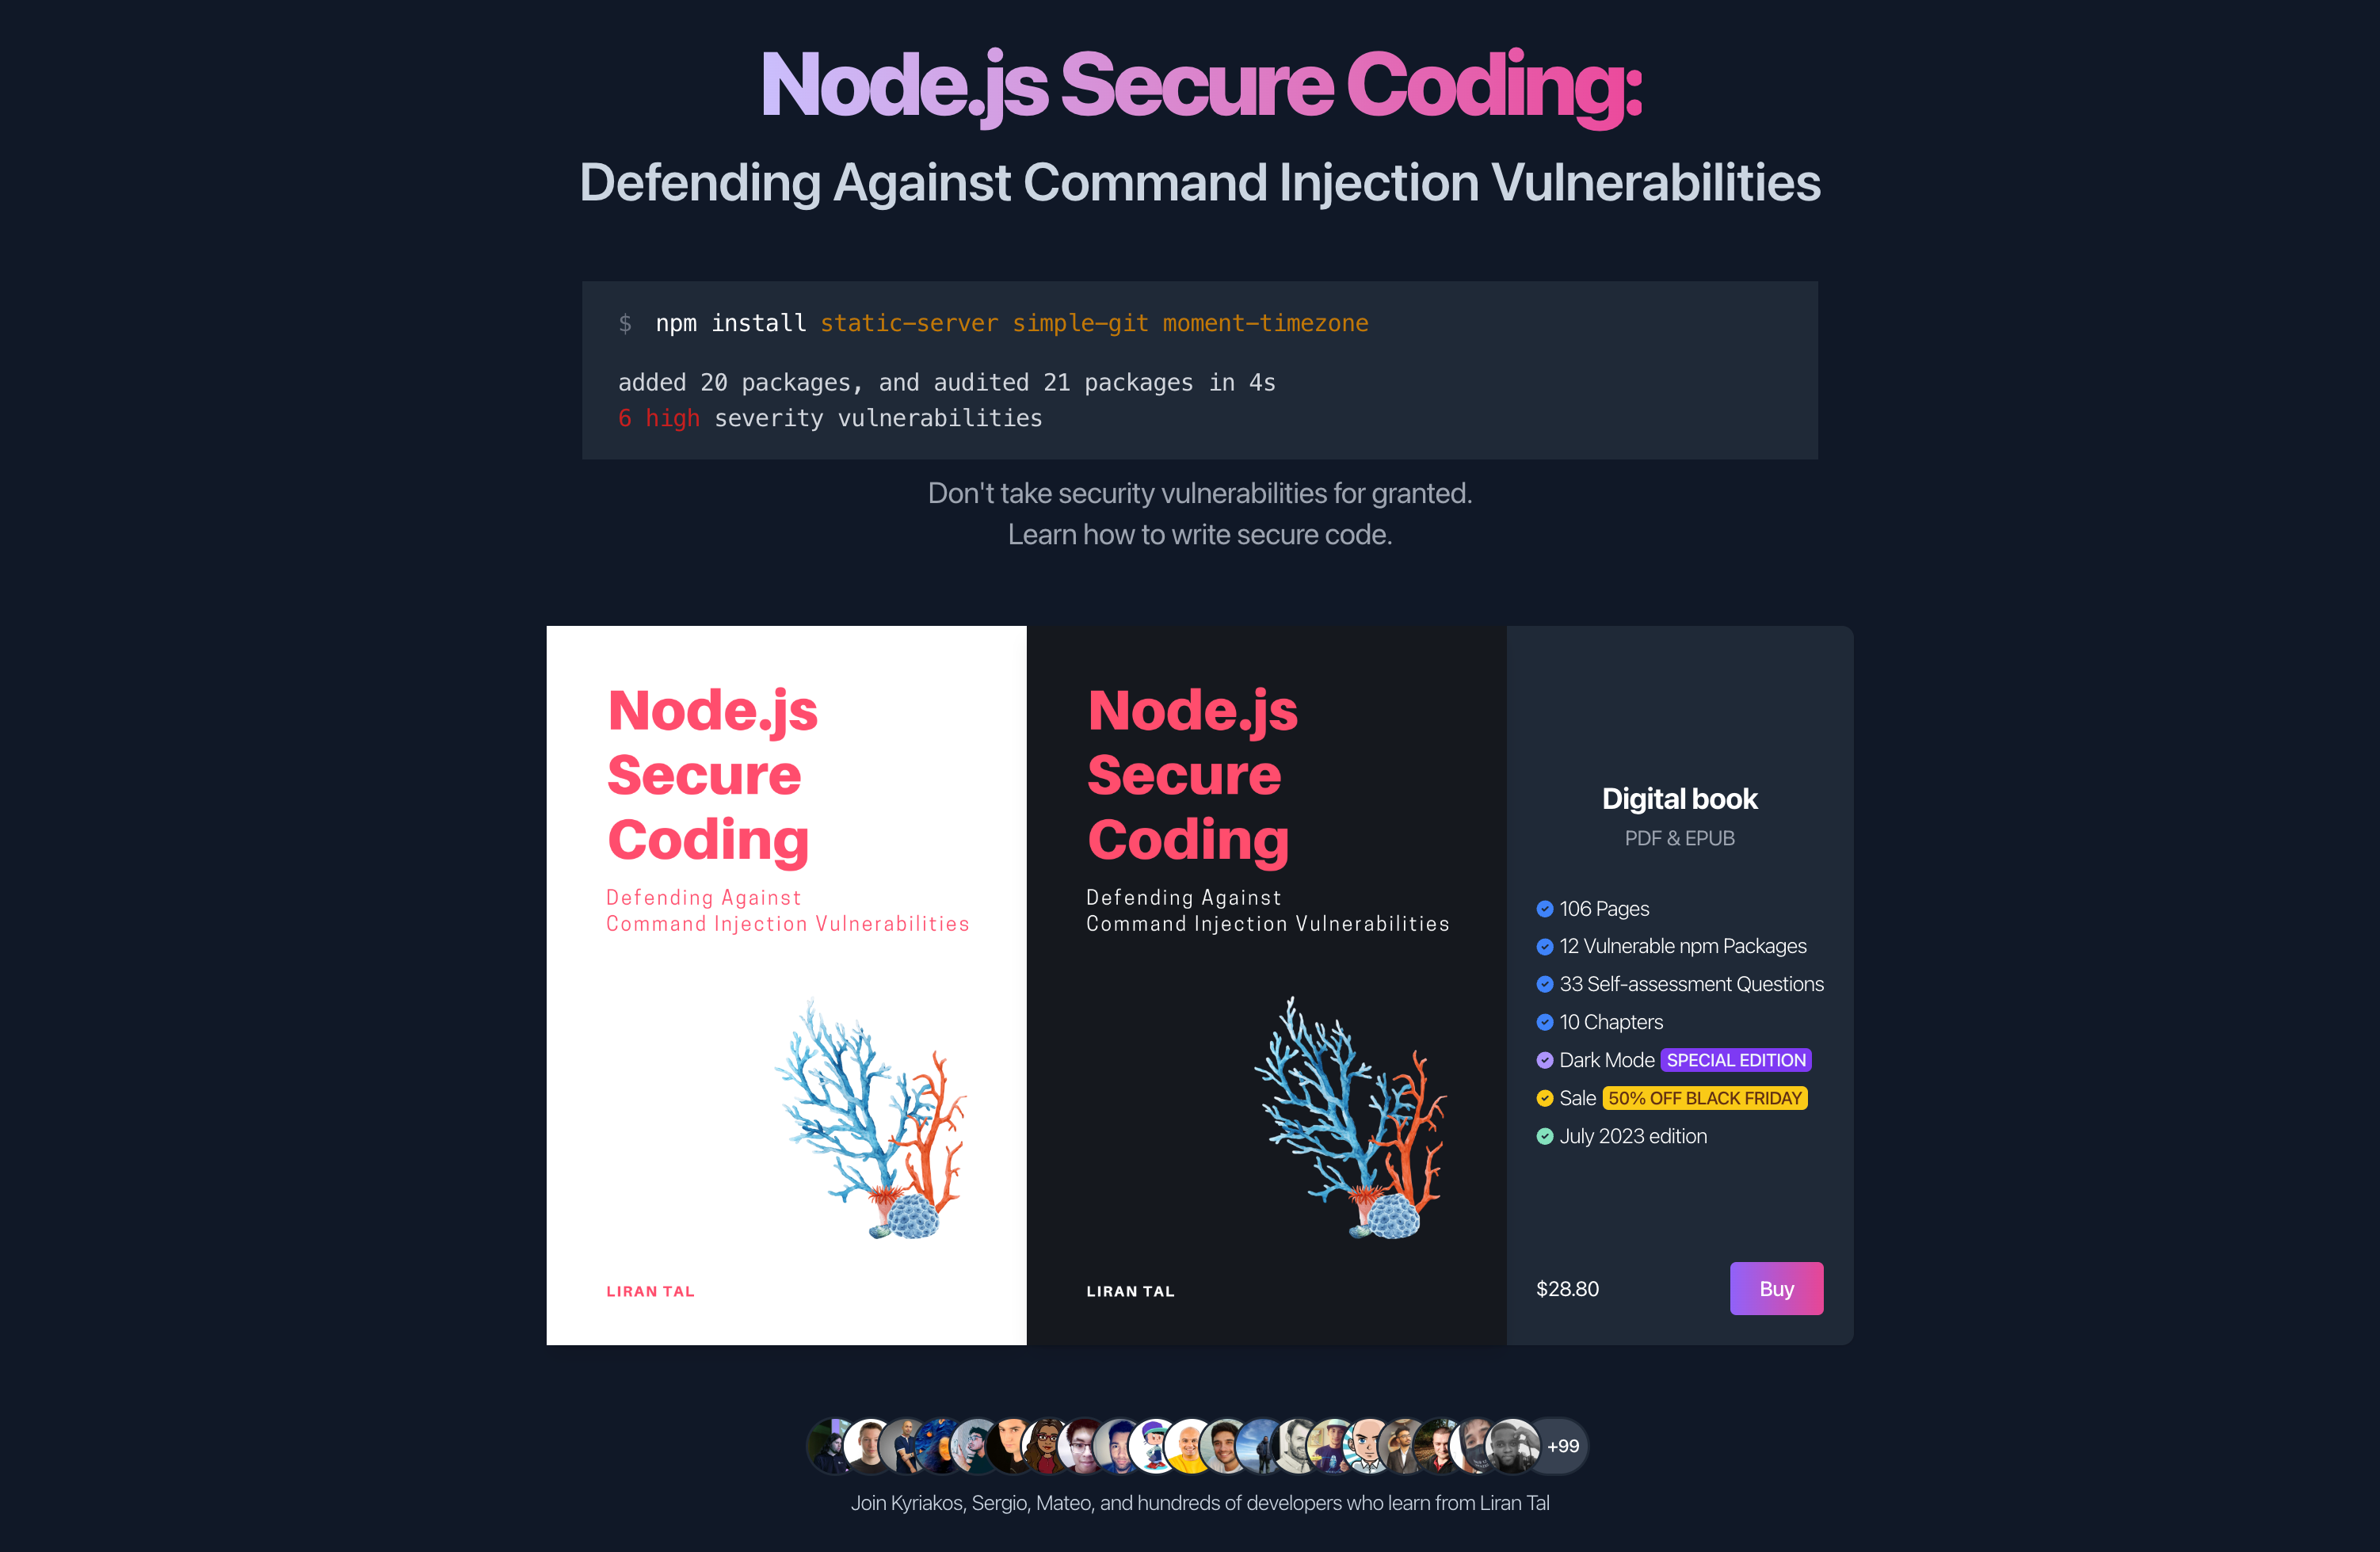 Node.js Secure Coding:
Defending Against Command Injection Vulnerabilities
$ npm install static-server simple-git moment-timezone
added 20 packages, and audited 21 packages in 4s
6 high severity vulnerabilities
Don't take security vulnerabilities for granted.
Learn how to write secure code.
Node.js
Secure
Coding
Defending Against
Command Injection Vulnerabilities
LIRAN TAL
Node.js
Secure
Coding
Defending Against
Command Injection Vulnerabilities
LIRAN TAL
Digital book
PDF & EPUB
106 Pages
12 Vulnerable npm Packages
33 Self-assessment Questions
10 Chapters
Dark Mode SPECIAL EDITION
Sale 50% OFF BLACK FRIDAY
July 2023 edition
$28.80 Buy
+99
Join Kyriakos, Sergio, Mateo, and hundreds of developers who learn from Liran Tal